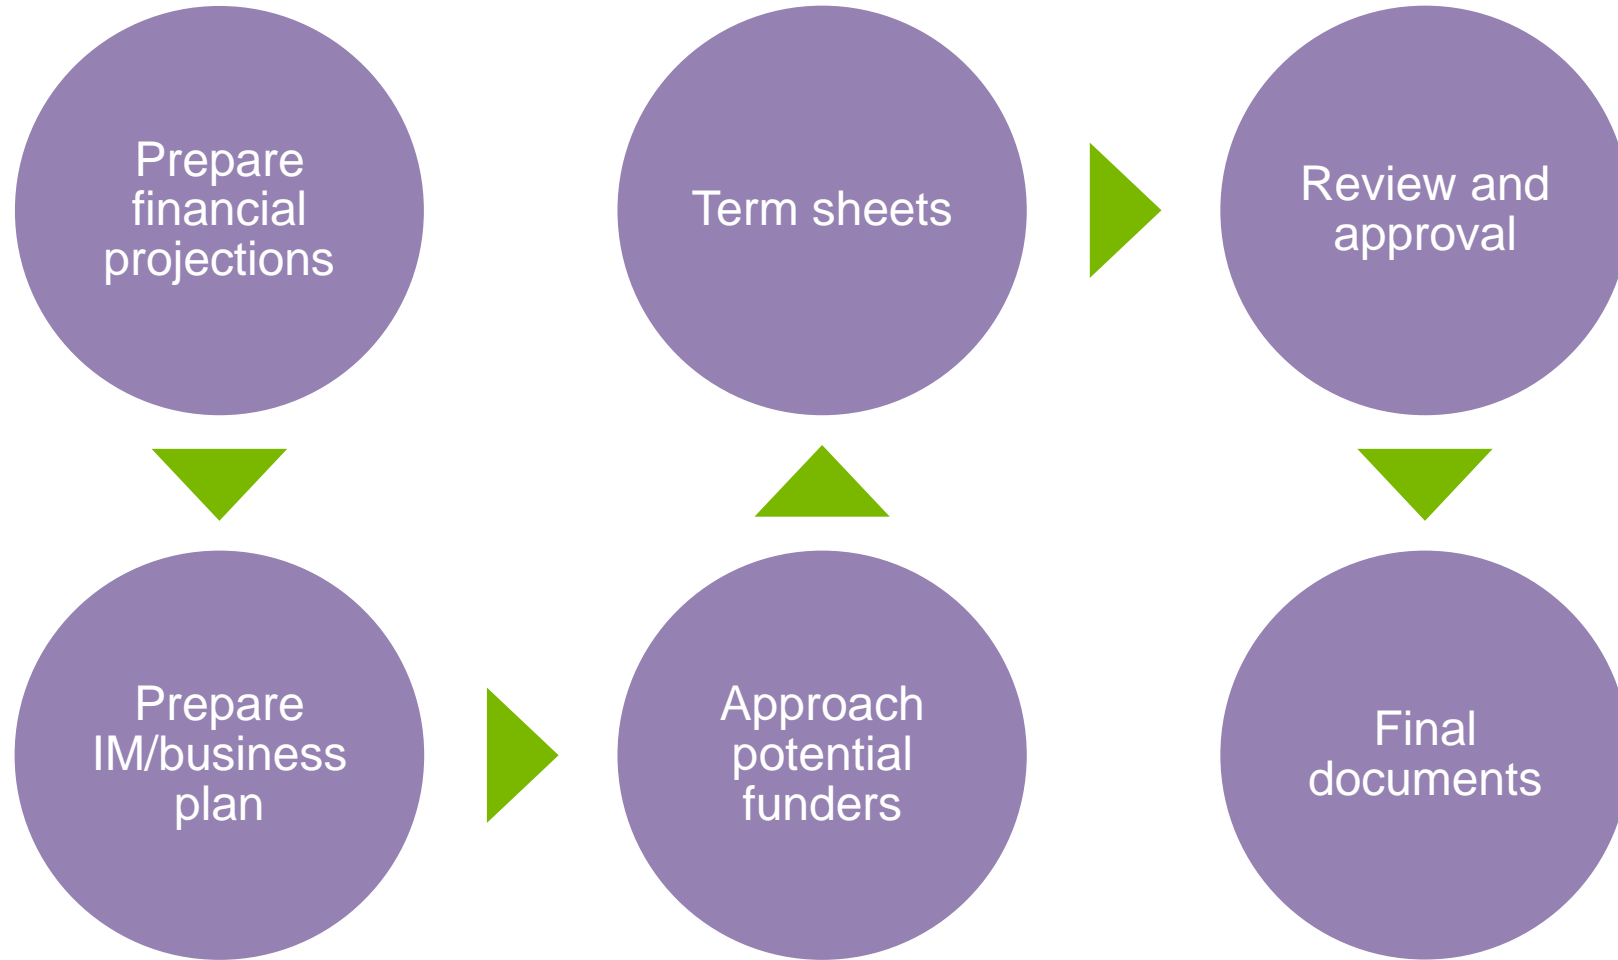 Prepare
financial
projections
Prepare
IM/business
plan
Approach
potential
funders
Term sheets
Review and
approval
Final
documents